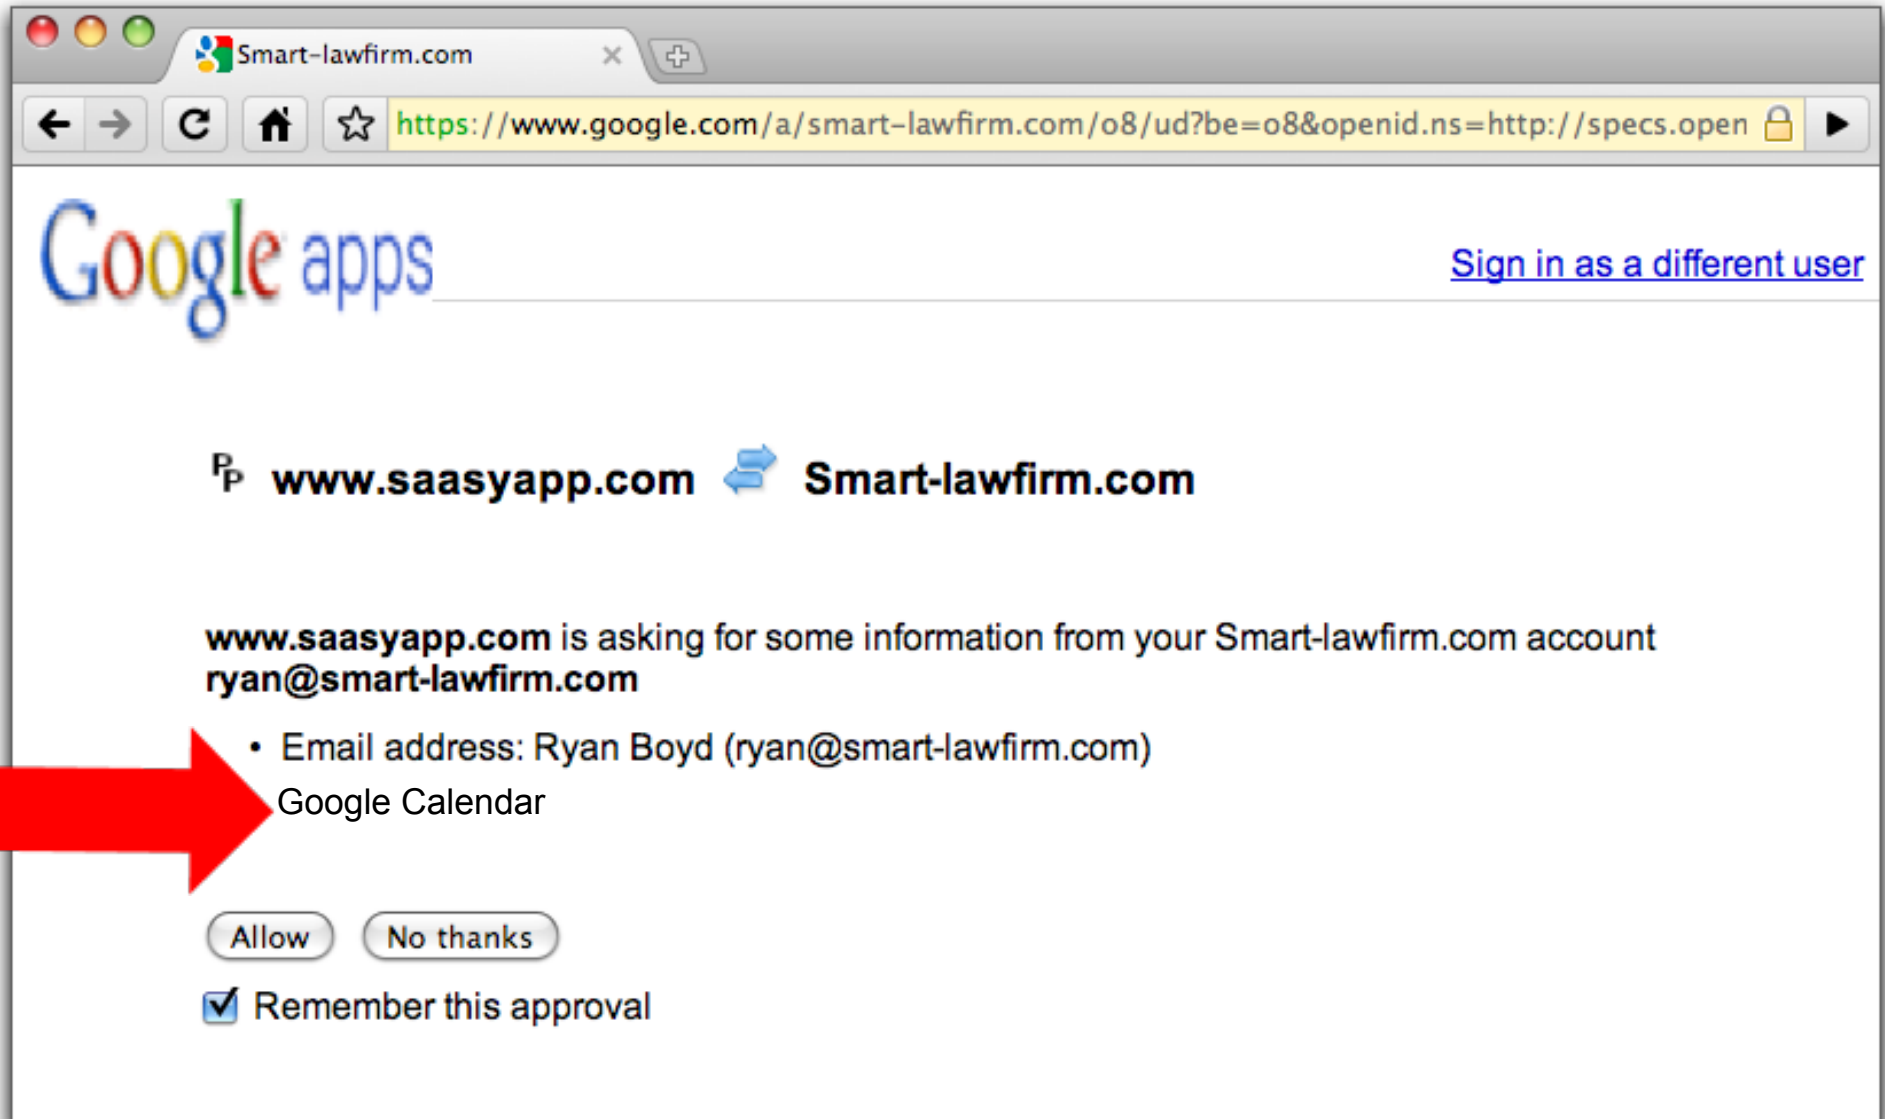 Smart-lawfirm.com
https://www.google.com/a/smart-lawfirm.com/o8/ud?be=o8&openid.ns=http://specs.open
Google apps
Sign in as a different user
PP www.saasyapp.com Smart-lawfirm.com
www.saasyapp.com is asking for some information from your Smart-lawfirm.com account
ryan@smart-lawfirm.com
• Email address: Ryan Boyd (ryan@smart-lawfirm.com)
Google Calendar
Allow No thanks
Remember this approval